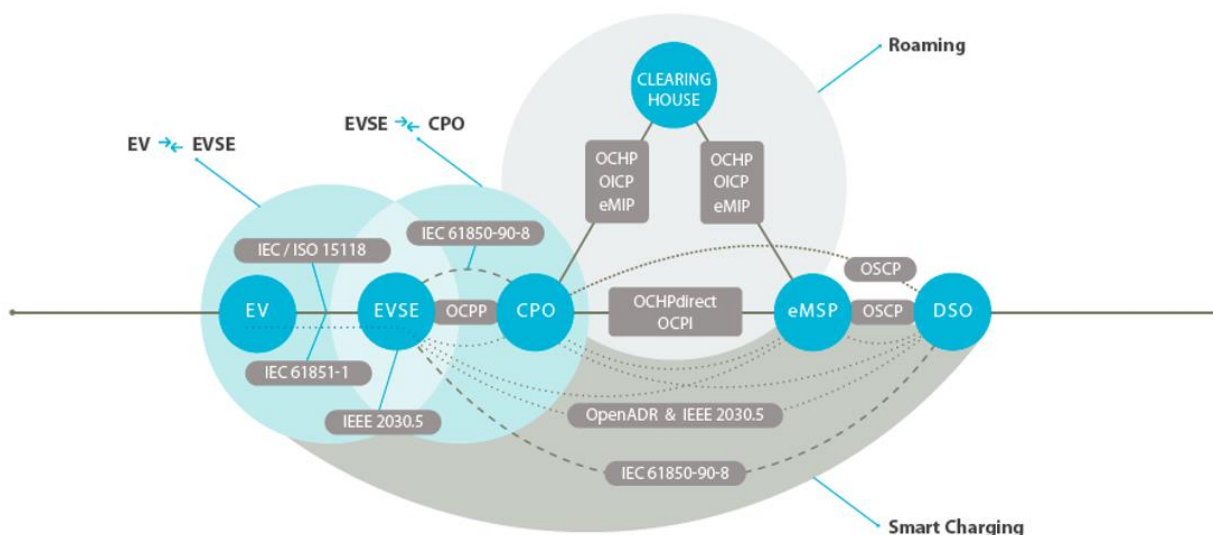 Roaming
CLEARING
HOUSE
EVSE CPO
EV EVSE
OCHP
OICP
eMIP
OCHP
OICP
eMIP
IEC 61850-90-8
IEC / ISO 15118
OSCP
EV
EVSE
OCPP
CPO
OCHPdirect
OCPI
eMSP
OSCP
DSO
IEC 61851-1
IEEE 2030.5
OpenADR & IEEE 2030.5
IEC 61850-90-8
Smart Charging